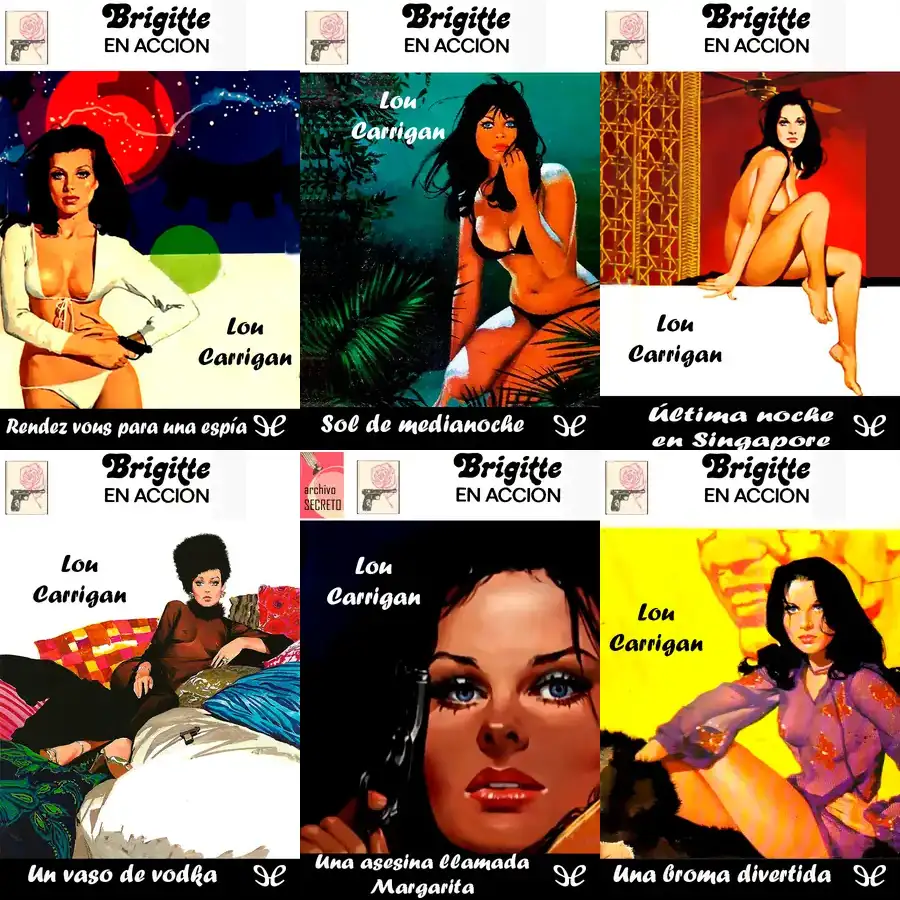 Brigitte
EN ACCION
Lou
Carrigan
Rendez vous para una espía
Brigitte
EN ACCION
Lou
Carrigan
Sol de medianoche
Brigitte
EN ACCION
Lou
Carrigan
Última noche
en Singapore
Brigitte
EN ACCION
Lou
Carrigan
Un vaso de vodka
archivo
SECRETO
Brigitte
EN ACCION
Lou
Carrigan
Una asesina llamada
Margarita
Brigitte
EN ACCION
Lou
Carrigan
Una broma divertida